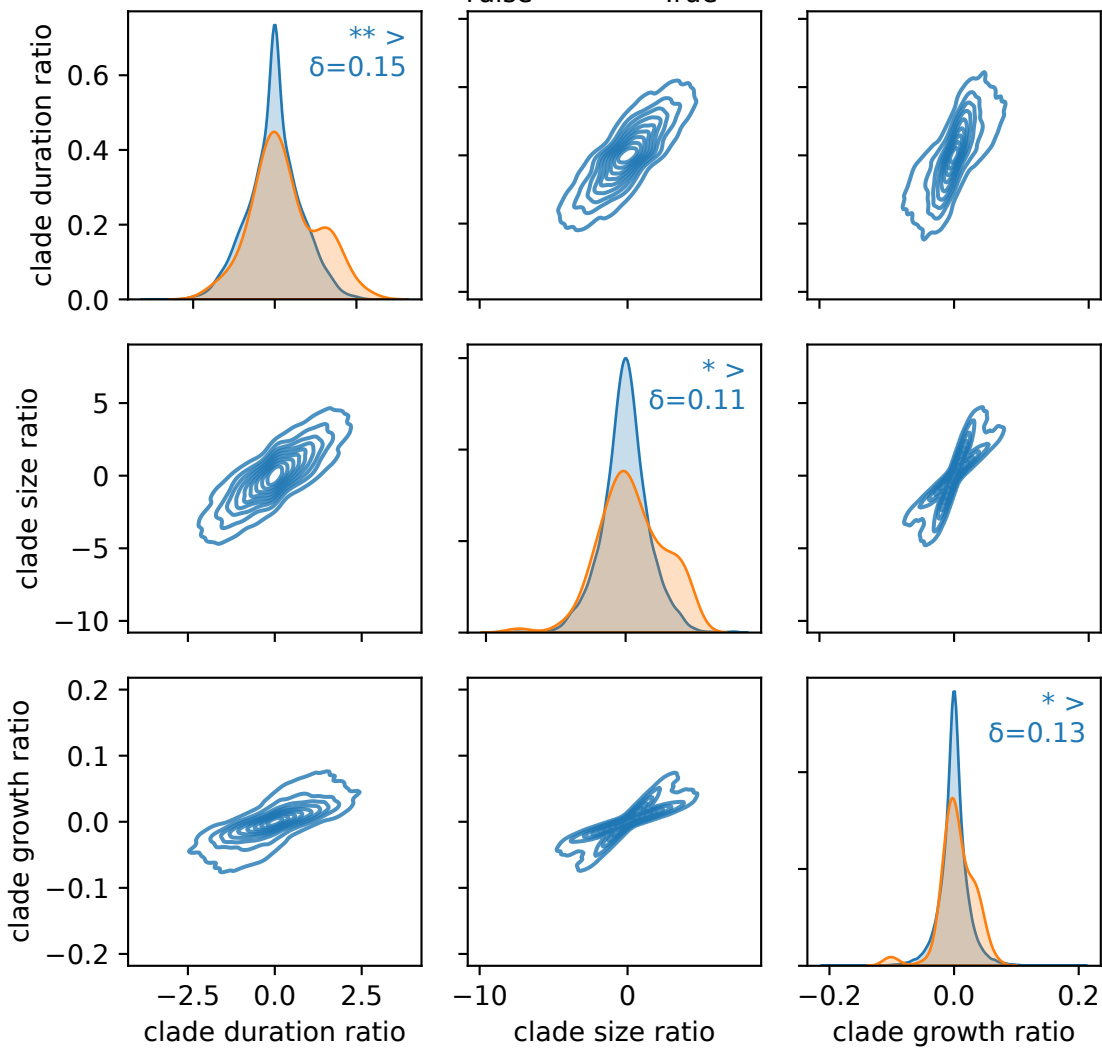 False True
clade duration ratio
0.6
0.4
0.2
0.0
** >
δ=0.15
clade size ratio
5
0
−5
−10
* >
δ=0.11
clade growth ratio
0.2
0.1
0.0
−0.1
−0.2
* >
δ=0.13
−2.5 0.0 2.5
−10 0
−0.2 0.0 0.2
clade duration ratio
clade size ratio
clade growth ratio